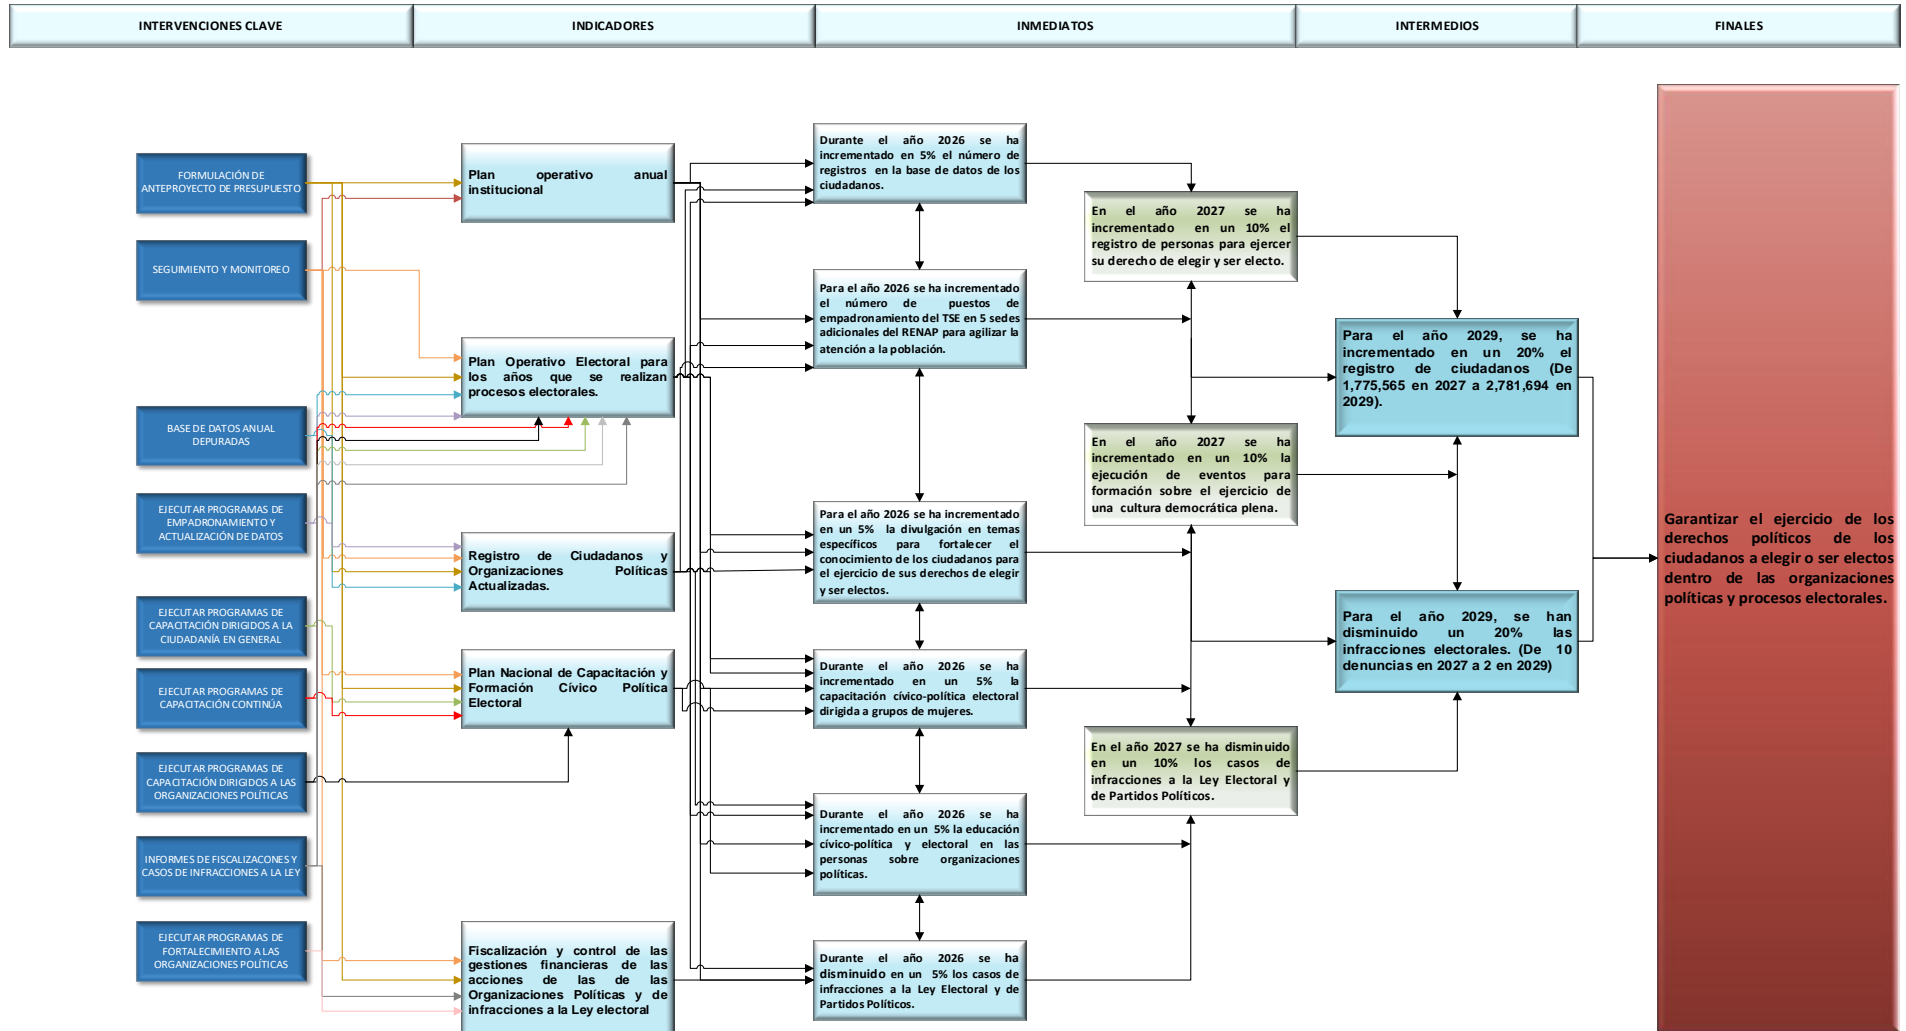 INTERVENCIONES CLAVE
INDICADORES
INMEDIATOS
INTERMEDIOS
FINALES
FORMULACIÓN DE
ANTEPROYECTO DE PRESUPUESTO
SEGUIMIENTO Y MONITOREO
BASE DE DATOS ANUAL
DEPURADAS
EJECUTAR PROGRAMAS DE
EMPADRONAMIENTO Y
ACTUALIZACIÓN DE DATOS
EJECUTAR PROGRAMAS DE
CAPACITACIÓN DIRIGIDOS A LA
CIUDADANÍA EN GENERAL
EJECUTAR PROGRAMAS DE
CAPACITACIÓN CONTINÚA
EJECUTAR PROGRAMAS DE
CAPACITACIÓN DIRIGIDOS A LAS
ORGANIZACIONES POLÍTICAS
INFORMES DE FISCALIZACONES Y
CASOS DE INFRACCIONES A LA LEY
EJECUTAR PROGRAMAS DE
FORTALECIMIENTO A LAS
ORGANIZACIONES POLÍTICAS
Plan operativo anual
institucional
Plan Operativo Electoral para
los años que se realizan
procesos electorales.
Registro de Ciudadanos y
Organizaciones Políticas
Actualizadas.
Plan Nacional de Capacitación y
Formación Cívico Política
Electoral
Fiscalización y control de las
gestiones financieras de las
acciones de las de las
Organizaciones Políticas y de
infracciones a la Ley electoral
Durante el año 2026 se ha
incrementado en 5% el número de
registros en la base de datos de los
ciudadanos.
Para el año 2026 se ha incrementado
el número de puestos de
empadronamiento del TSE en 5 sedes
adicionales del RENAP para agilizar la
atención a la población.
Para el año 2026 se ha incrementado
en un 5% la divulgación en temas
específicos para fortalecer el
conocimiento de los ciudadanos para
el ejercicio de sus derechos de elegir
y ser electos.
Durante el año 2026 se ha
incrementado en un 5% la
capacitación cívico-política electoral
dirigida a grupos de mujeres.
Durante el año 2026 se ha
incrementado en un 5% la educación
cívico-política y electoral en las
personas sobre organizaciones
políticas.
Durante el año 2026 se ha
disminuido en un 5% los casos de
infracciones a la Ley Electoral y de
Partidos Políticos.
En el año 2027 se ha
incrementado en un 10% el
registro de personas para ejercer
su derecho de elegir y ser electo.
En el año 2027 se ha
incrementado en un 10% la
ejecución de eventos para
formación sobre el ejercicio de
una cultura democrática plena.
En el año 2027 se ha disminuido
en un 10% los casos de
infracciones a la Ley Electoral y
de Partidos Políticos.
Para el año 2029, se ha
incrementado en un 20% el
registro de ciudadanos (De
1,775,565 en 2027 a 2,781,694 en
2029).
Para el año 2029, se han
disminuido un 20% las
infracciones electorales. (De 10
denuncias en 2027 a 2 en 2029)
Garantizar el ejercicio de los
derechos políticos de los
ciudadanos a elegir o ser electos
dentro de las organizaciones
políticas y procesos electorales.